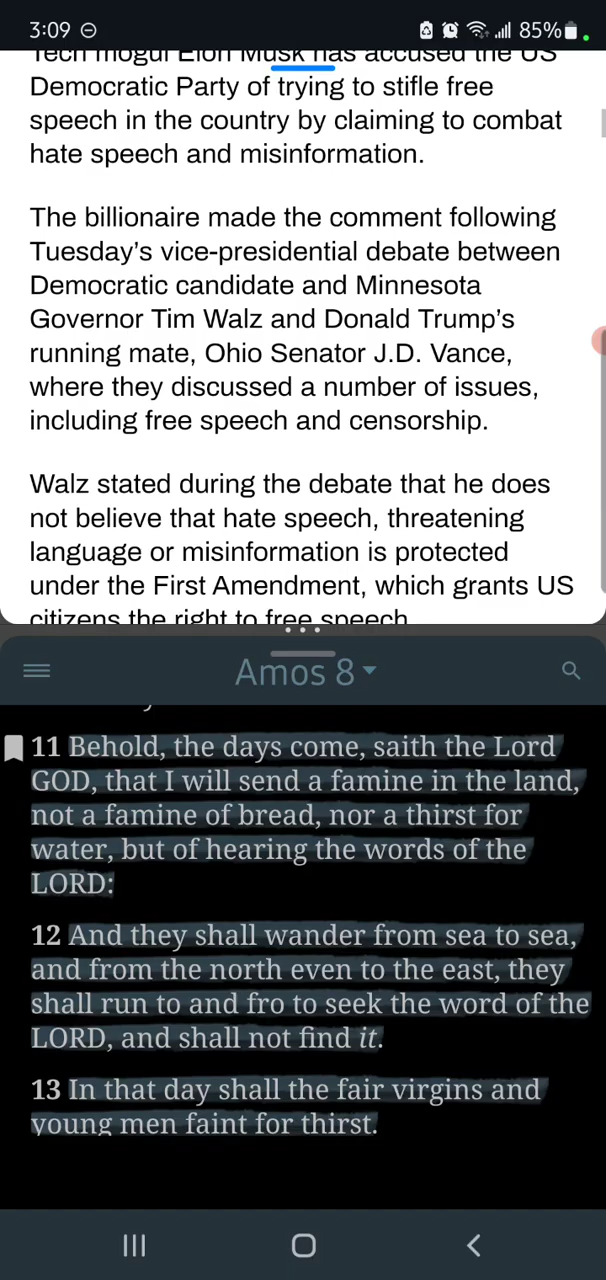 3:09
85%
Tech mogul Elon Musk has accused the US
Democratic Party of trying to stifle free
speech in the country by claiming to combat
hate speech and misinformation.
The billionaire made the comment following
Tuesday’s vice-presidential debate between
Democratic candidate and Minnesota
Governor Tim Walz and Donald Trump’s
running mate, Ohio Senator J.D. Vance,
where they discussed a number of issues,
including free speech and censorship.
Walz stated during the debate that he does
not believe that hate speech, threatening
language or misinformation is protected
under the First Amendment, which grants US
citizens the right to free speech
Amos 8
11 Behold, the days come, saith the Lord
GOD, that I will send a famine in the land,
not a famine of bread, nor a thirst for
water, but of hearing the words of the
LORD:
12 And they shall wander from sea to sea,
and from the north even to the east, they
shall run to and fro to seek the word of the
LORD, and shall not find it.
13 In that day shall the fair virgins and
young men faint for thirst.